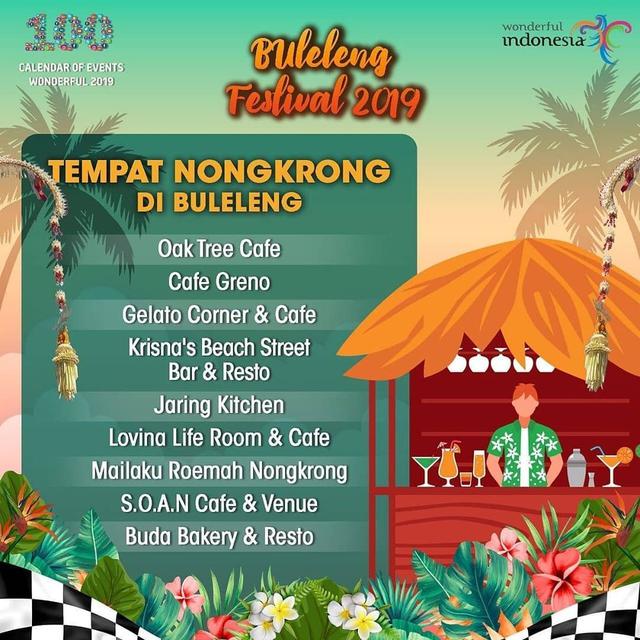 100
CALENDAR OF EVENTS
WONDERFUL 2019
Buleleng
Festival 2019
wonderful
indonesia
TEMPAT NONGKRONG
DI BULELENG
Oak Tree Cafe
Cafe Greno
Gelato Corner & Cafe
Krisna's Beach Street
Bar & Resto
Jaring Kitchen
Lovina Life Room & Cafe
Mailaku Roemah Nongkrong
S.O.A.N Cafe & Venue
Buda Bakery & Resto